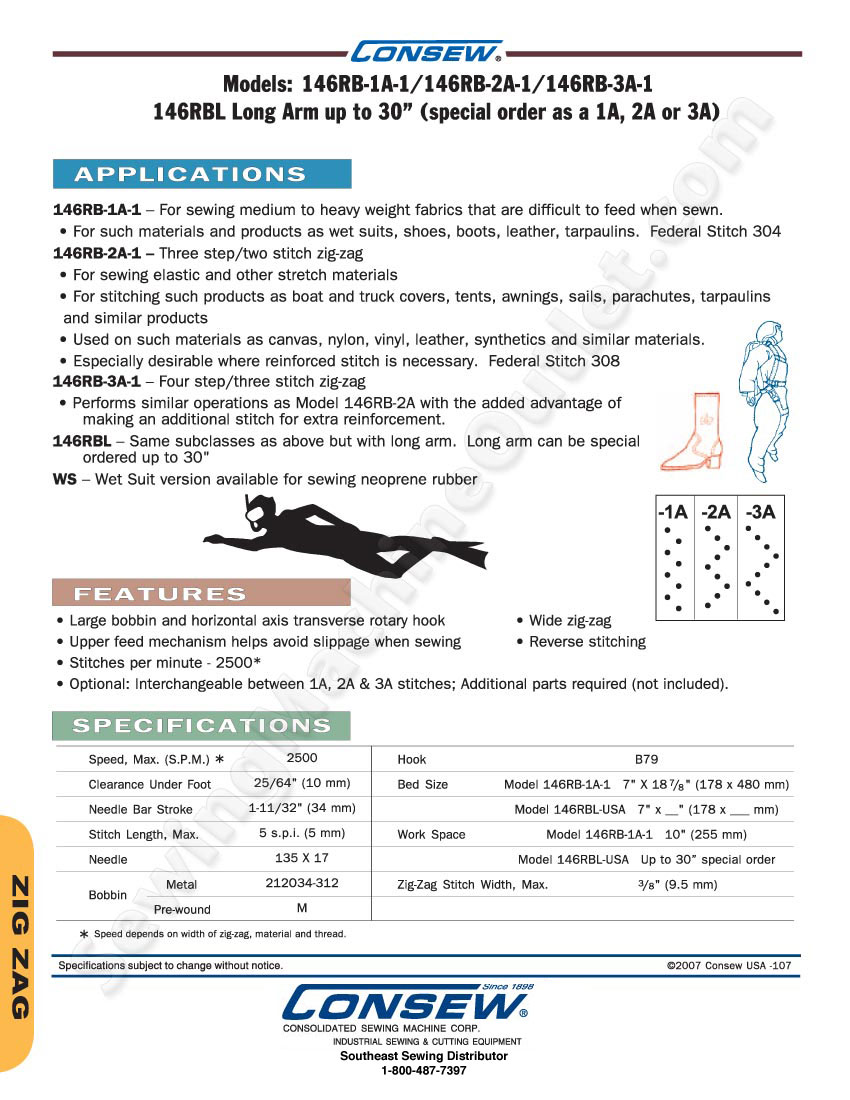 CONSEW®
Models: 146RB-1A-1/146RB-2A-1/146RB-3A-1
146RBL Long Arm up to 30” (special order as a 1A, 2A or 3A)
APPLICATIONS
146RB-1A-1 – For sewing medium to heavy weight fabrics that are difficult to feed when sewn.
• For such materials and products as wet suits, shoes, boots, leather, tarpaulins. Federal Stitch 304
146RB-2A-1 – Three step/two stitch zig-zag
• For sewing elastic and other stretch materials
• For stitching such products as boat and truck covers, tents, awnings, sails, parachutes, tarpaulins
and similar products
• Used on such materials as canvas, nylon, vinyl, leather, synthetics and similar materials.
• Especially desirable where reinforced stitch is necessary. Federal Stitch 308
146RB-3A-1 – Four step/three stitch zig-zag
• Performs similar operations as Model 146RB-2A with the added advantage of
making an additional stitch for extra reinforcement.
146RBL – Same subclasses as above but with long arm. Long arm can be special
ordered up to 30"
WS – Wet Suit version available for sewing neoprene rubber
-1A -2A -3A
FEATURES
• Large bobbin and horizontal axis transverse rotary hook
• Upper feed mechanism helps avoid slippage when sewing
• Stitches per minute - 2500*
• Wide zig-zag
• Reverse stitching
• Optional: Interchangeable between 1A, 2A & 3A stitches; Additional parts required (not included).
SPECIFICATIONS
Speed, Max. (S.P.M.) * 2500
Clearance Under Foot 25/64" (10 mm)
Needle Bar Stroke 1-11/32" (34 mm)
Stitch Length, Max. 5 s.p.i. (5 mm)
Needle 135 X 17
Bobbin Metal 212034-312
Pre-wound M
Hook B79
Bed Size Model 146RB-1A-1 7" X 18 7/8" (178 x 480 mm)
Model 146RBL-USA 7" x __" (178 x ___ mm)
Work Space Model 146RB-1A-1 10" (255 mm)
Model 146RBL-USA Up to 30" special order
Zig-Zag Stitch Width, Max. 3/8" (9.5 mm)
* Speed depends on width of zig-zag, material and thread.
ZIG ZAG
Specifications subject to change without notice. ©2007 Consew USA -107
Since 1898
CONSEW®
CONSOLIDATED SEWING MACHINE CORP.
INDUSTRIAL SEWING & CUTTING EQUIPMENT
Southeast Sewing Distributor
1-800-487-7397
SewingMachineOutlet.com